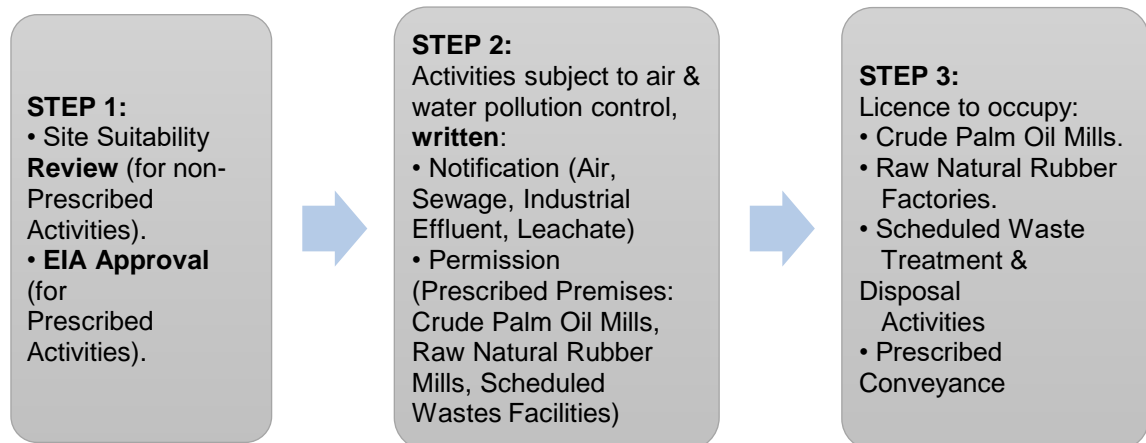 STEP 1:
• Site Suitability
Review (for non-
Prescribed
Activities).
• EIA Approval
(for
Prescribed
Activities).
STEP 2:
Activities subject to air &
water pollution control,
written:
• Notification (Air,
Sewage, Industrial
Effluent, Leachate)
• Permission
(Prescribed Premises:
Crude Palm Oil Mills,
Raw Natural Rubber
Mills, Scheduled
Wastes Facilities)
STEP 3:
Licence to occupy:
• Crude Palm Oil Mills.
• Raw Natural Rubber
Factories.
• Scheduled Waste
Treatment &
Disposal
Activities
• Prescribed
Conveyance